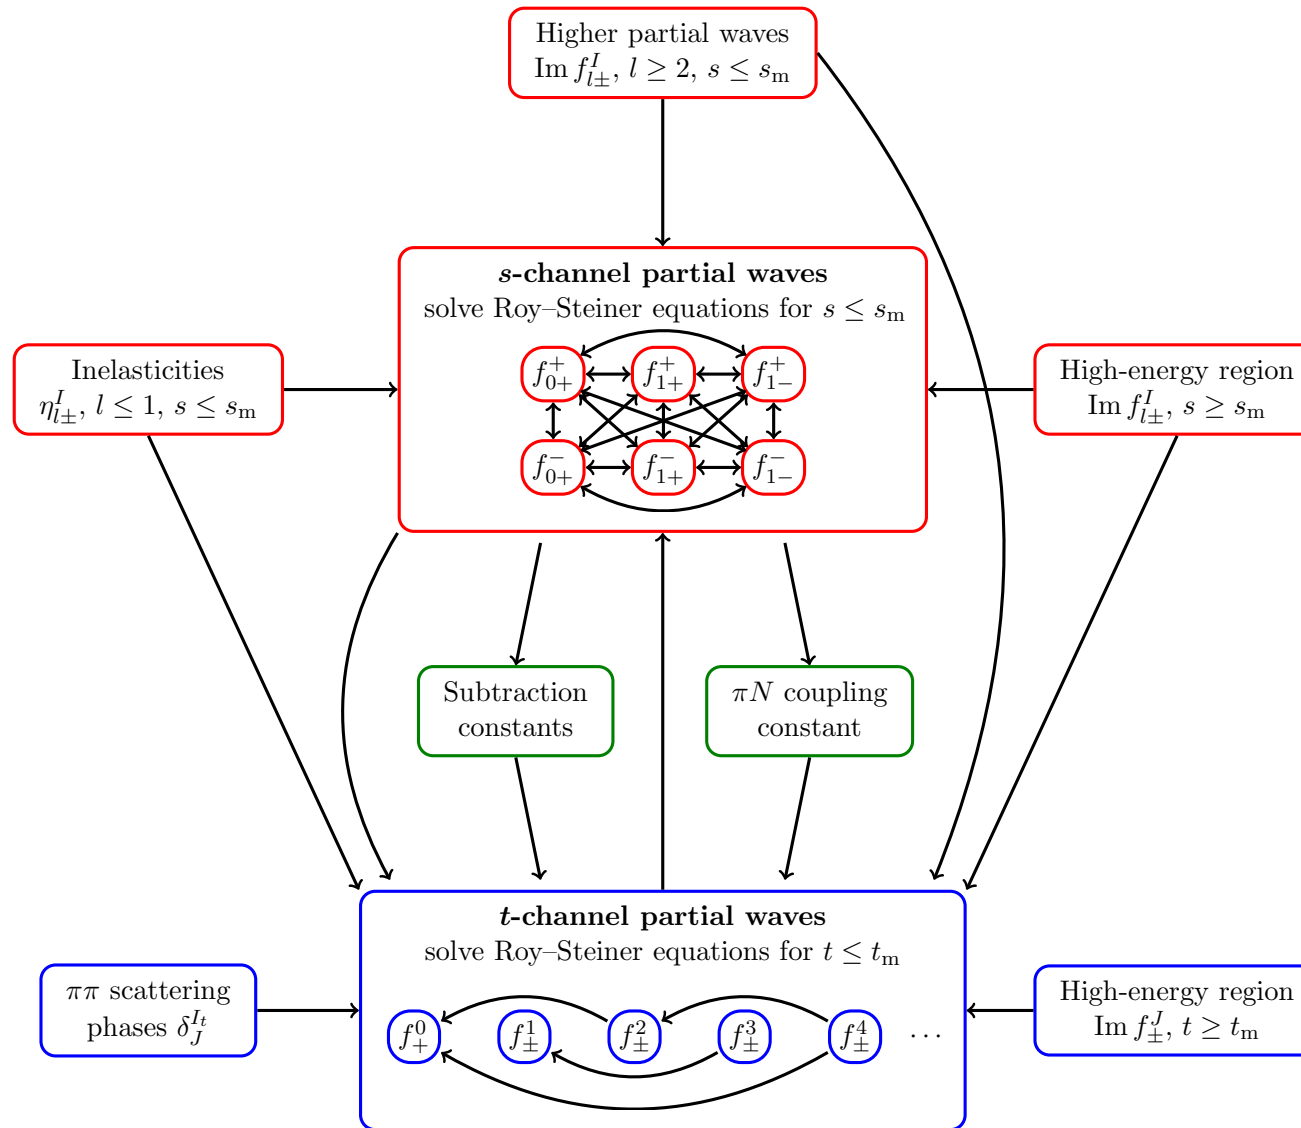 Higher partial waves
Im f^I_{l±}, l ≥ 2, s ≤ s_m
s-channel partial waves
solve Roy–Steiner equations for s ≤ s_m
f^+_{0+} f^+_{1+} f^+_{1−}
f^−_{0+} f^−_{1+} f^−_{1−}
Inelasticities
η^I_{l±}, l ≤ 1, s ≤ s_m
High-energy region
Im f^I_{l±}, s ≥ s_m
Subtraction
constants
πN coupling
constant
t-channel partial waves
solve Roy–Steiner equations for t ≤ t_m
f^0_+ f^1_± f^2_± f^3_± f^4_± ⋯
ππ scattering
phases δ^{I_t}_J
High-energy region
Im f^J_±, t ≥ t_m